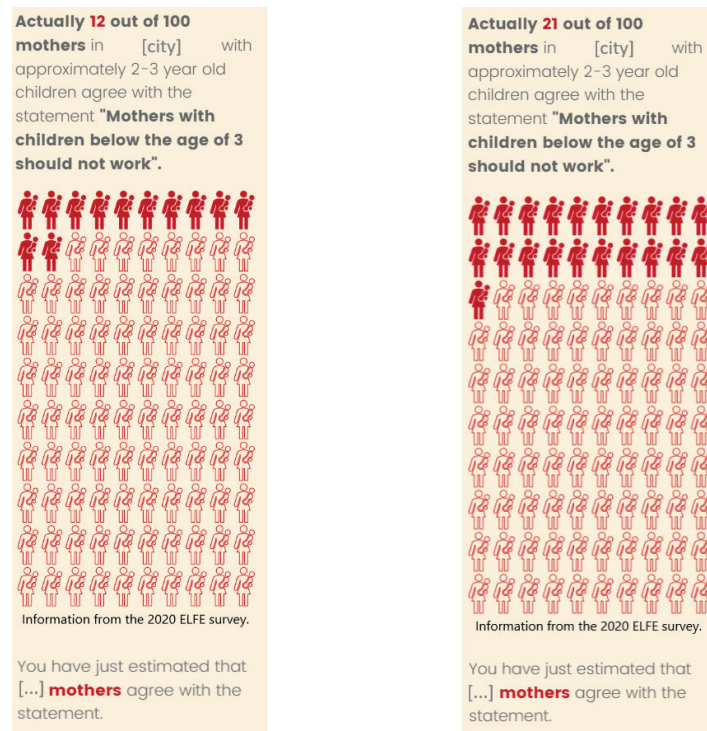 Actually 12 out of 100
mothers in [city] with
approximately 2-3 year old
children agree with the
statement "Mothers with
children below the age of 3
should not work".
Information from the 2020 ELFE survey.
You have just estimated that
[...] mothers agree with the
statement.
Actually 21 out of 100
mothers in [city] with
approximately 2-3 year old
children agree with the
statement "Mothers with
children below the age of 3
should not work".
Information from the 2020 ELFE survey.
You have just estimated that
[...] mothers agree with the
statement.